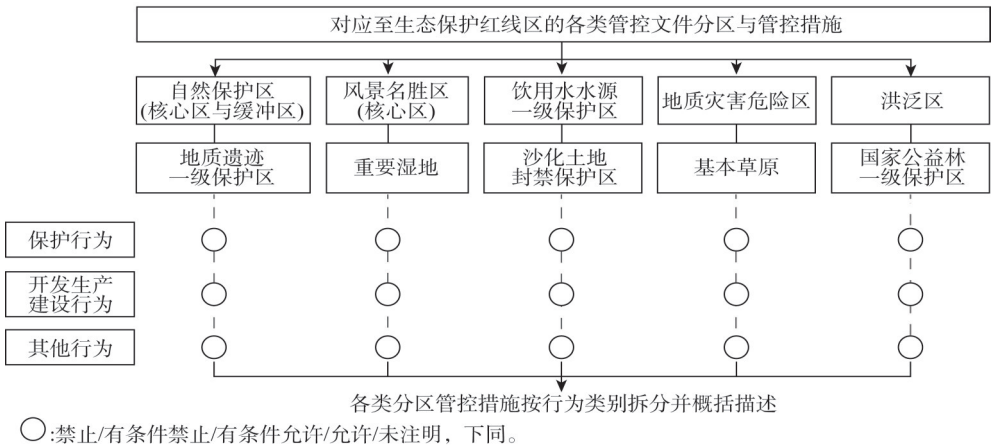 对应至生态保护红线区的各类管控文件分区与管控措施
自然保护区
(核心区与缓冲区)
风景名胜区
(核心区)
饮用水水源
一级保护区
地质灾害危险区
洪泛区
地质遗迹
一级保护区
重要湿地
沙化土地
封禁保护区
基本草原
国家公益林
一级保护区
保护行为
开发生产
建设行为
其他行为
各类分区管控措施按行为类别拆分并概括描述
:禁止/有条件禁止/有条件允许/允许/未注明，下同。